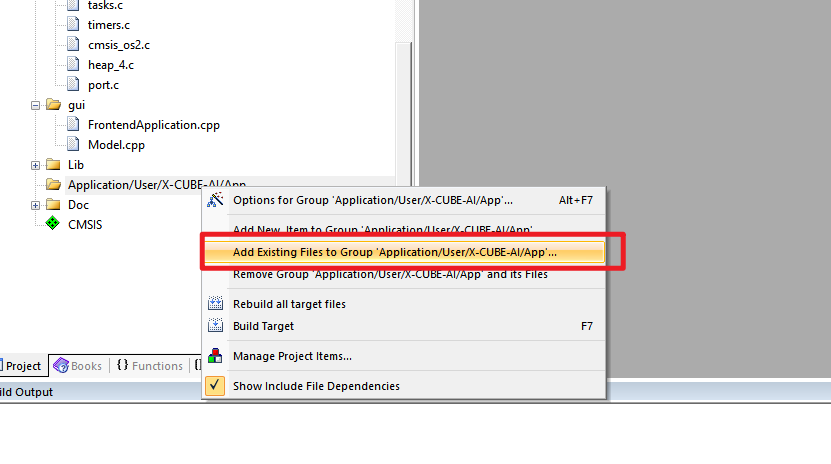 tasks.c
timers.c
cmsis_os2.c
heap_4.c
port.c
gui
FrontendApplication.cpp
Model.cpp
Lib
Application/User/X-CUBE-AI/App
Doc
CMSIS
Options for Group 'Application/User/X-CUBE-AI/App'... Alt+F7
Add New Item to Group 'Application/User/X-CUBE-AI/App'...
Add Existing Files to Group 'Application/User/X-CUBE-AI/App'...
Remove Group 'Application/User/X-CUBE-AI/App' and its Files
Rebuild all target files
Build Target F7
Manage Project Items...
Show Include File Dependencies
Project Books {} Functions
ild Output